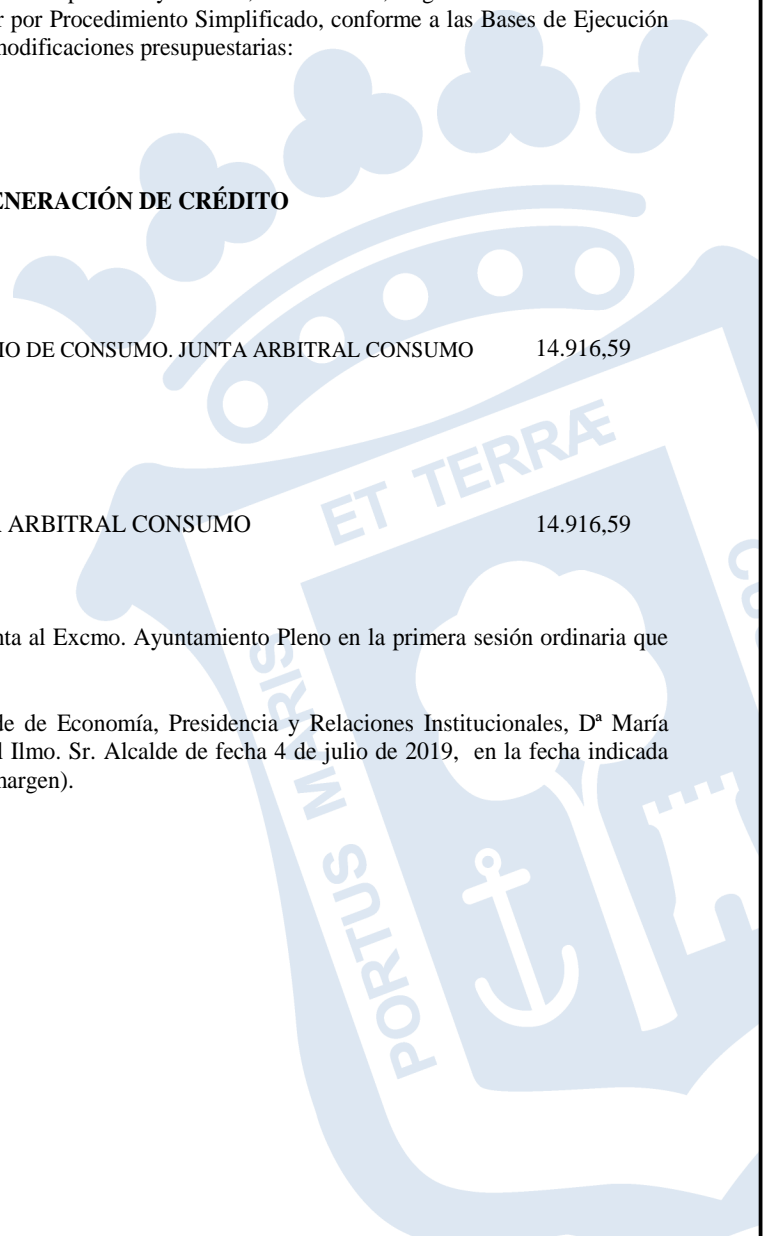 r por Procedimiento Simplificado, conforme a las Bases de Ejecución
modificaciones presupuestarias:
ENERACIÓN DE CRÉDITO
IO DE CONSUMO. JUNTA ARBITRAL CONSUMO 14.916,59
ET TERRÆ
A ARBITRAL CONSUMO 14.916,59
nta al Excmo. Ayuntamiento Pleno en la primera sesión ordinaria que
de de Economía, Presidencia y Relaciones Institucionales, Dª María
l Ilmo. Sr. Alcalde de fecha 4 de julio de 2019, en la fecha indicada
margen).
PORTUS MARIS